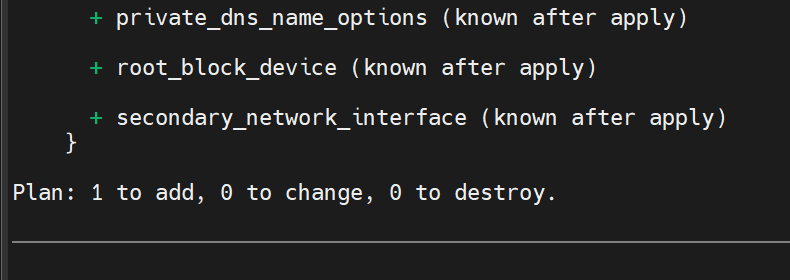 + private_dns_name_options (known after apply)
+ root_block_device (known after apply)
+ secondary_network_interface (known after apply)
}
Plan: 1 to add, 0 to change, 0 to destroy.